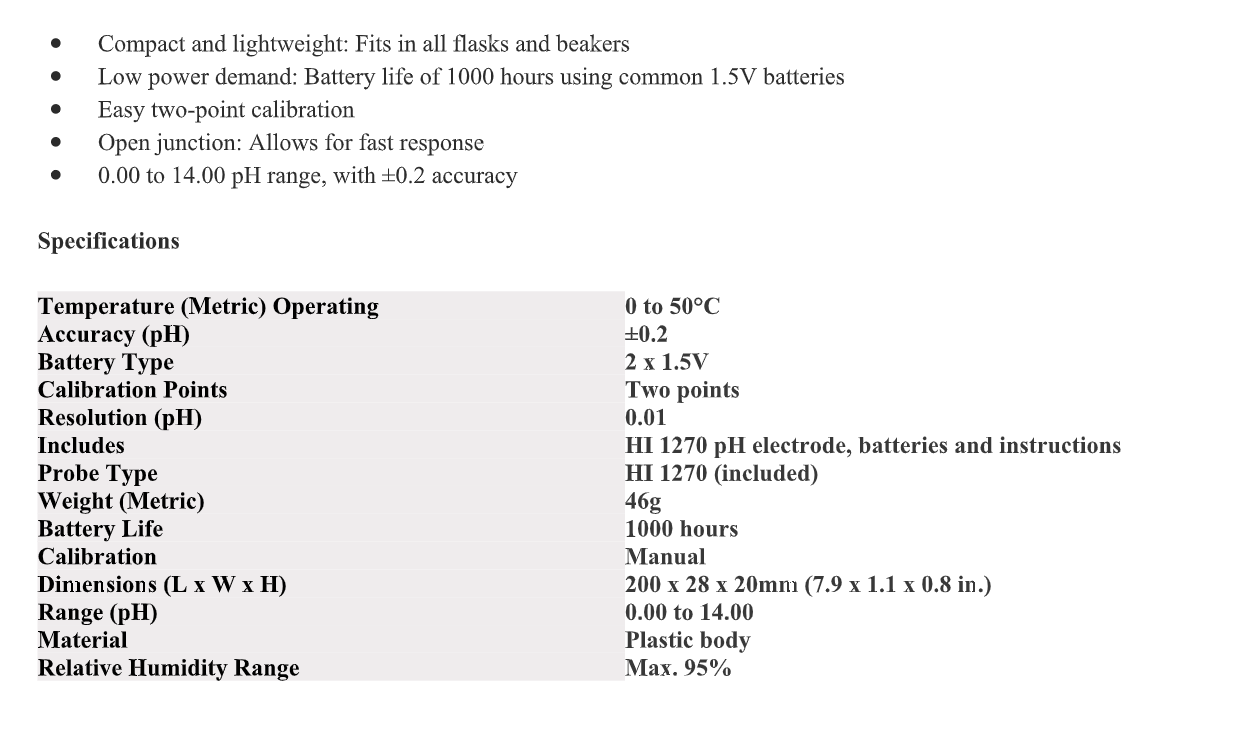 • Compact and lightweight: Fits in all flasks and beakers
• Low power demand: Battery life of 1000 hours using common 1.5V batteries
• Easy two-point calibration
• Open junction: Allows for fast response
• 0.00 to 14.00 pH range, with ±0.2 accuracy
Specifications
Temperature (Metric) Operating 0 to 50°C
Accuracy (pH) ±0.2
Battery Type 2 x 1.5V
Calibration Points Two points
Resolution (pH) 0.01
Includes HI 1270 pH electrode, batteries and instructions
Probe Type HI 1270 (included)
Weight (Metric) 46g
Battery Life 1000 hours
Calibration Manual
Dimensions (L x W x H) 200 x 28 x 20mm (7.9 x 1.1 x 0.8 in.)
Range (pH) 0.00 to 14.00
Material Plastic body
Relative Humidity Range Max. 95%